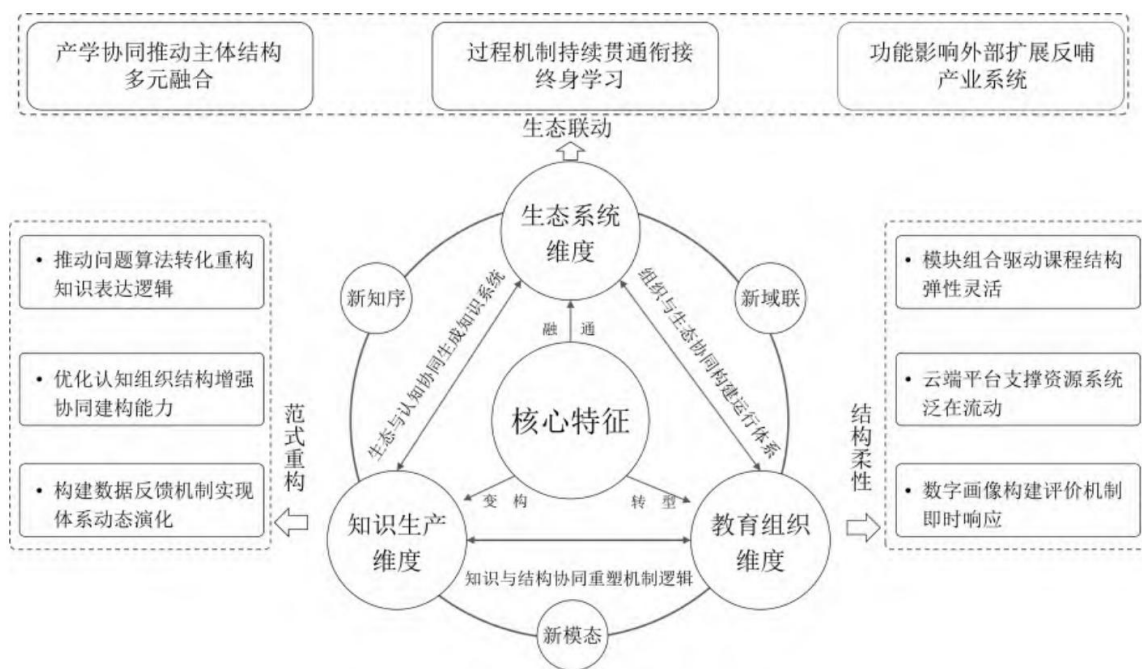 产学协同推动主体结构
多元融合
过程机制持续贯通衔接
终身学习
功能影响外部扩展反哺
产业系统
生态联动
生态系统
维度
• 推动问题算法转化重构
知识表达逻辑
• 优化认知组织结构增强
协同建构能力
• 构建数据反馈机制实现
体系动态演化
范式重构
新知序
新域联
生态与认知协同生成知识系统
组织与生态协同构建运行体系
融 通
核心特征
变 构
转 型
知识生产
维度
教育组织
维度
知识与结构协同重塑机制逻辑
新模态
结构柔性
• 模块组合驱动课程结构
弹性灵活
• 云端平台支撑资源系统
泛在流动
• 数字画像构建评价机制
即时响应